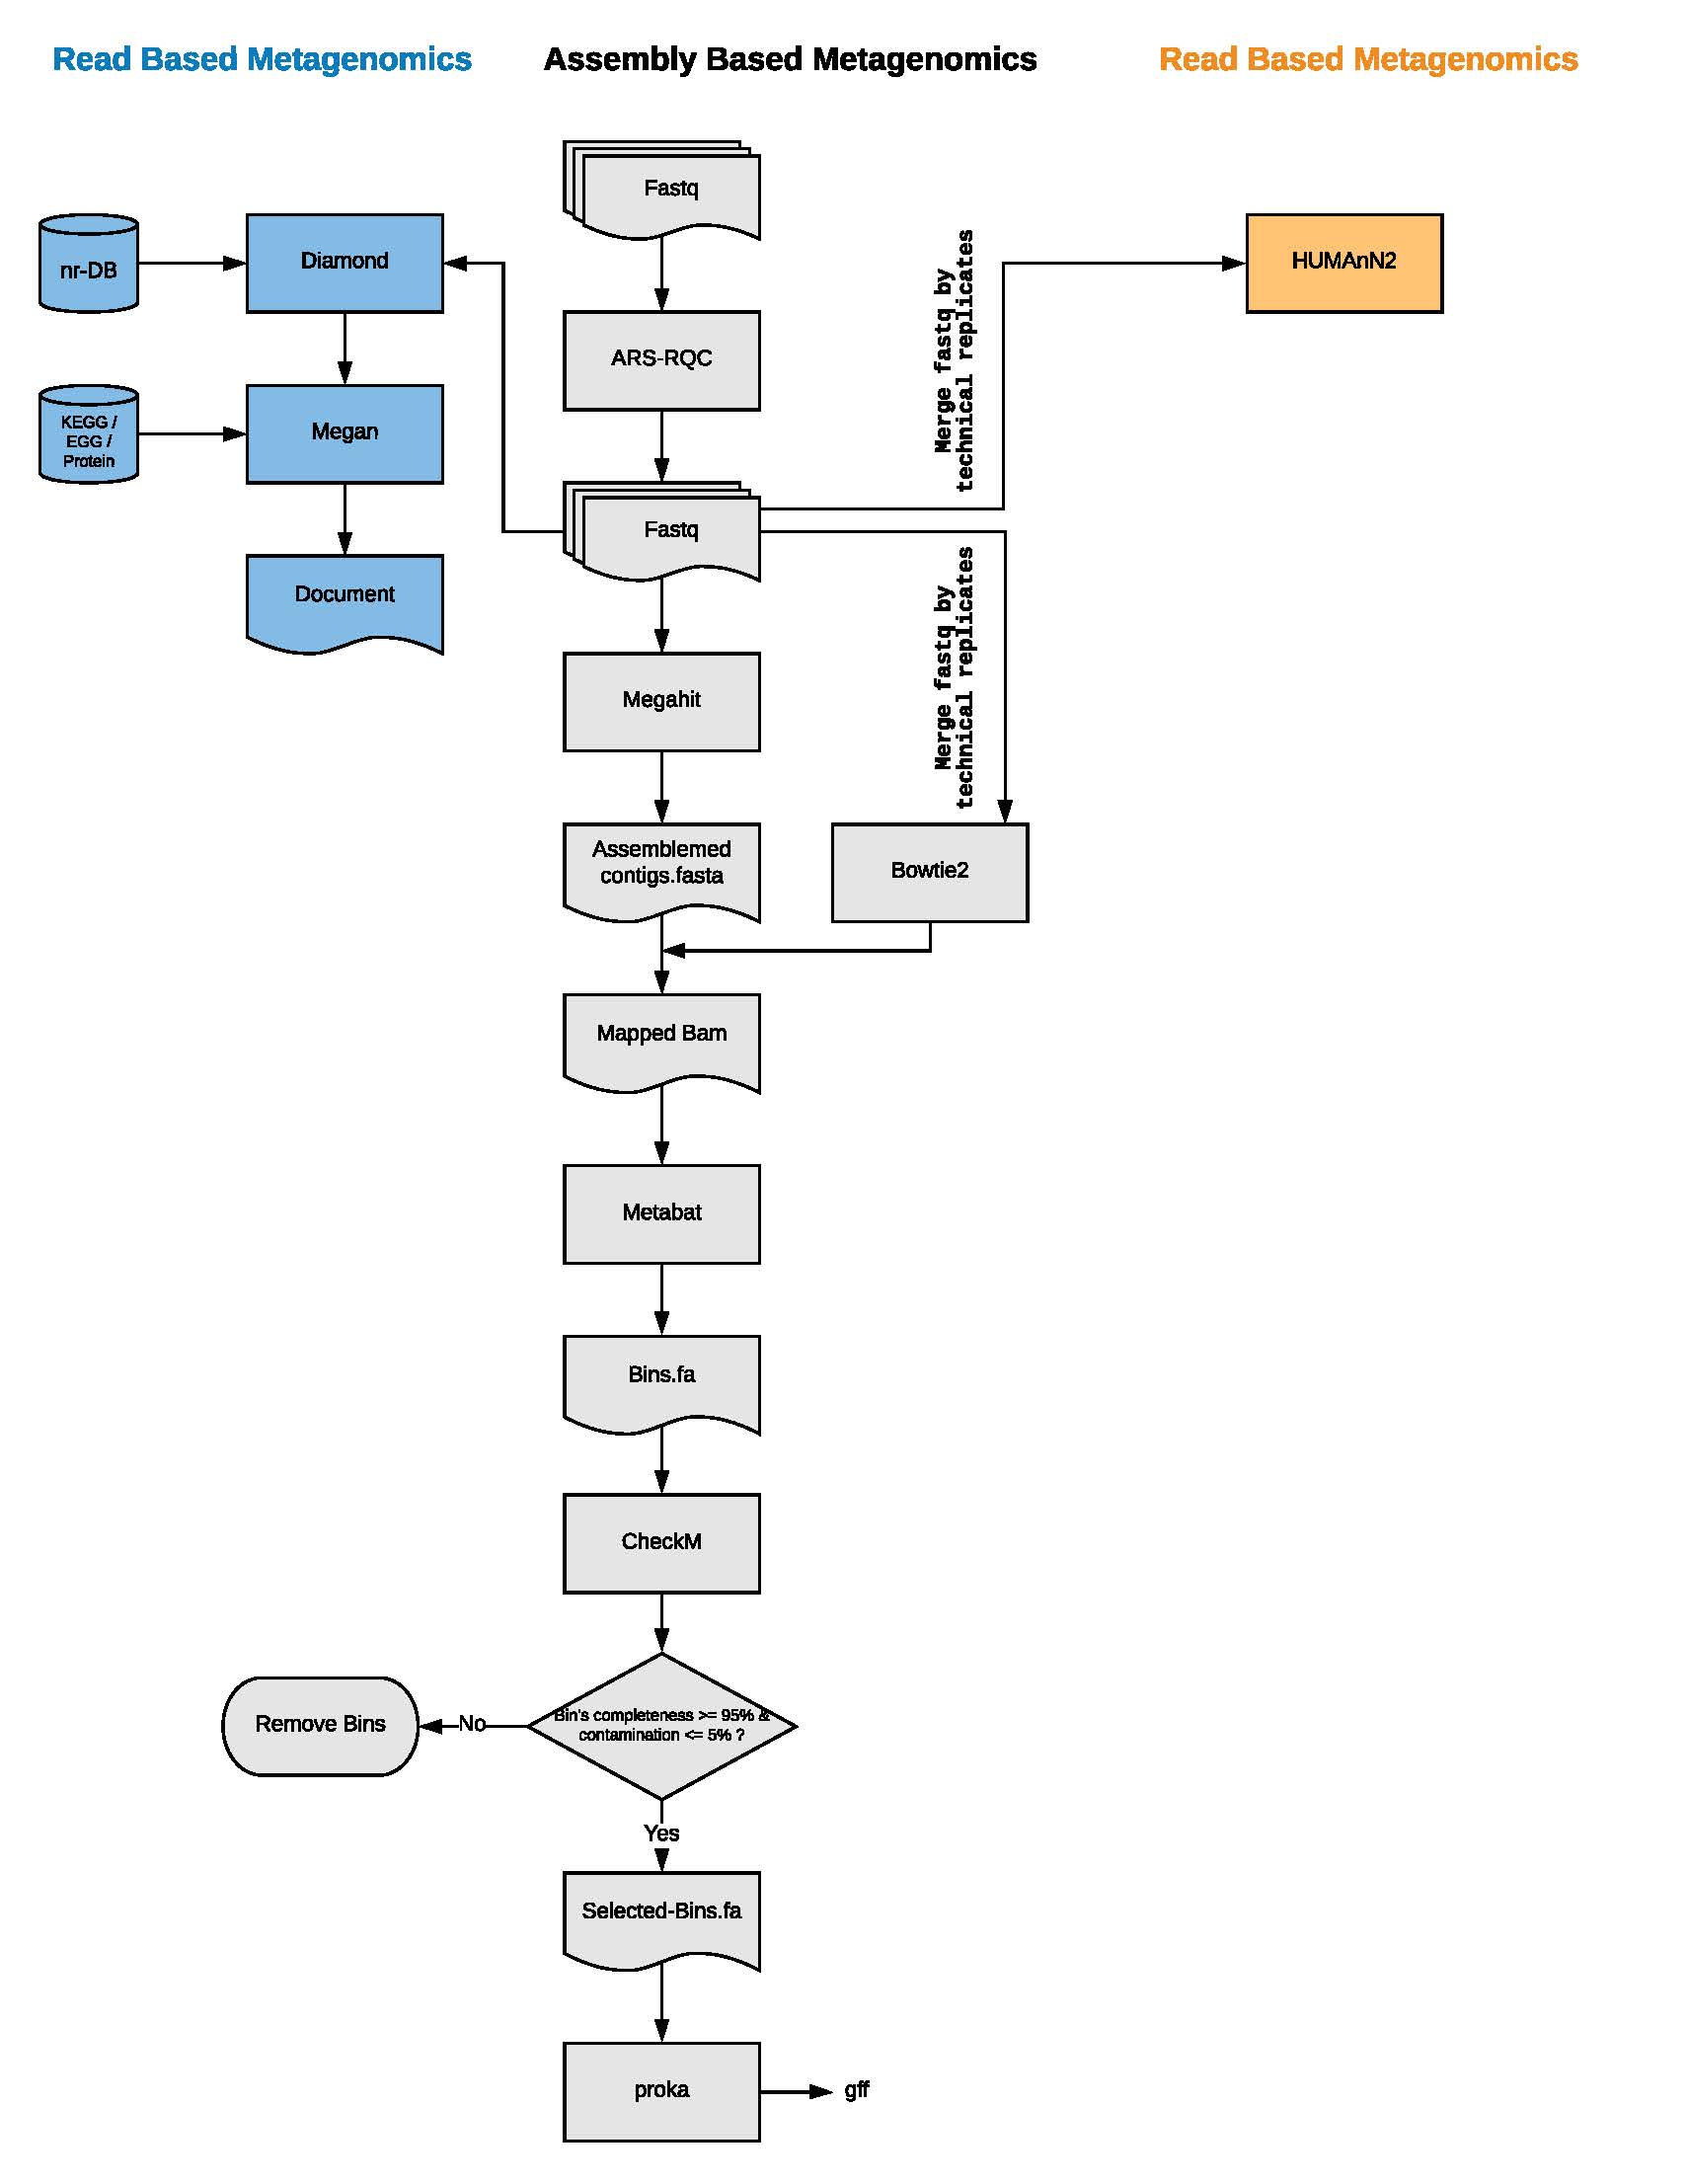 Read Based Metagenomics
Assembly Based Metagenomics
Read Based Metagenomics
Fastq
nr-DB
Diamond
HUMAnN2
Merge fastq by
technical replicates
ARS-RQC
KEGG /
EGG /
Protein
Megan
Fastq
Document
Merge fastq by
technical replicates
Megahit
Assemblemed
contigs.fasta
Bowtie2
Mapped Bam
Metabat
Bins.fa
CheckM
Bin's completeness >= 95% &
contamination <= 5% ?
No
Remove Bins
Yes
Selected-Bins.fa
proka
gff